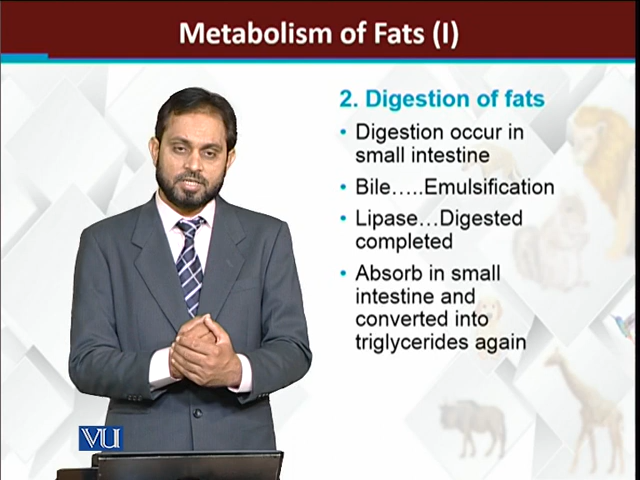 Metabolism of Fats (I)
2. Digestion of fats
• Digestion occur in
small intestine
• Bile…..Emulsification
• Lipase…Digested
completed
• Absorb in small
intestine and
converted into
triglycerides again
VU